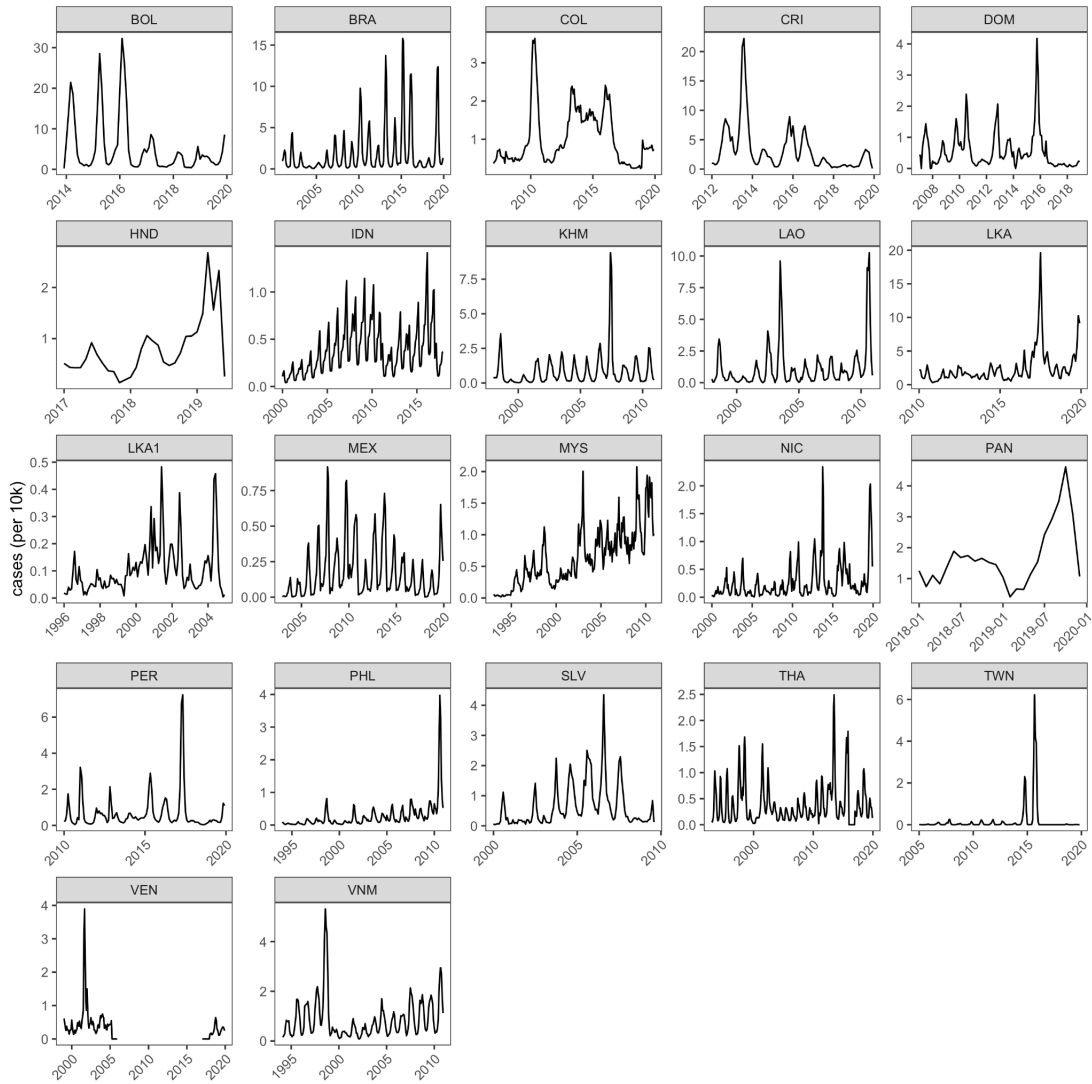 BOL BRA COL CRI DOM
30 20 10 0
15 10 5 0
3 2 1
20 15 10 5 0
4 3 2 1 0
2014 2016 2018 2020
2005 2010 2015 2020
2010 2015 2020
2012 2014 2016 2018 2020
2008 2010 2012 2014 2016 2018
HND IDN KHM LAO LKA
2 1
1.0 0.5 0.0
7.5 5.0 2.5 0.0
10.0 7.5 5.0 2.5 0.0
20 15 10 5 0
2017 2018 2019
2000 2005 2010 2015
2000 2005 2010
2000 2005 2010
2010 2015 2020
cases (per 10k)
LKA1 MEX MYS NIC PAN
0.5 0.4 0.3 0.2 0.1 0.0
0.75 0.50 0.25 0.00
2.0 1.5 1.0 0.5 0.0
2.0 1.5 1.0 0.5 0.0
4 3 2 1
1996 1998 2000 2002 2004
2005 2010 2015 2020
1995 2000 2005 2010
2000 2005 2010 2015 2020
2018-01 2018-07 2019-01 2019-07 2020-01
PER PHL SLV THA TWN
6 4 2 0
4 3 2 1 0
4 3 2 1 0
2.5 2.0 1.5 1.0 0.5 0.0
6 4 2 0
2010 2015 2020
1995 2000 2005 2010
2000 2005 2010
2000 2010 2020
2005 2010 2015 2020
VEN VNM
4 3 2 1 0
4 2 0
2000 2005 2010 2015 2020
1995 2000 2005 2010